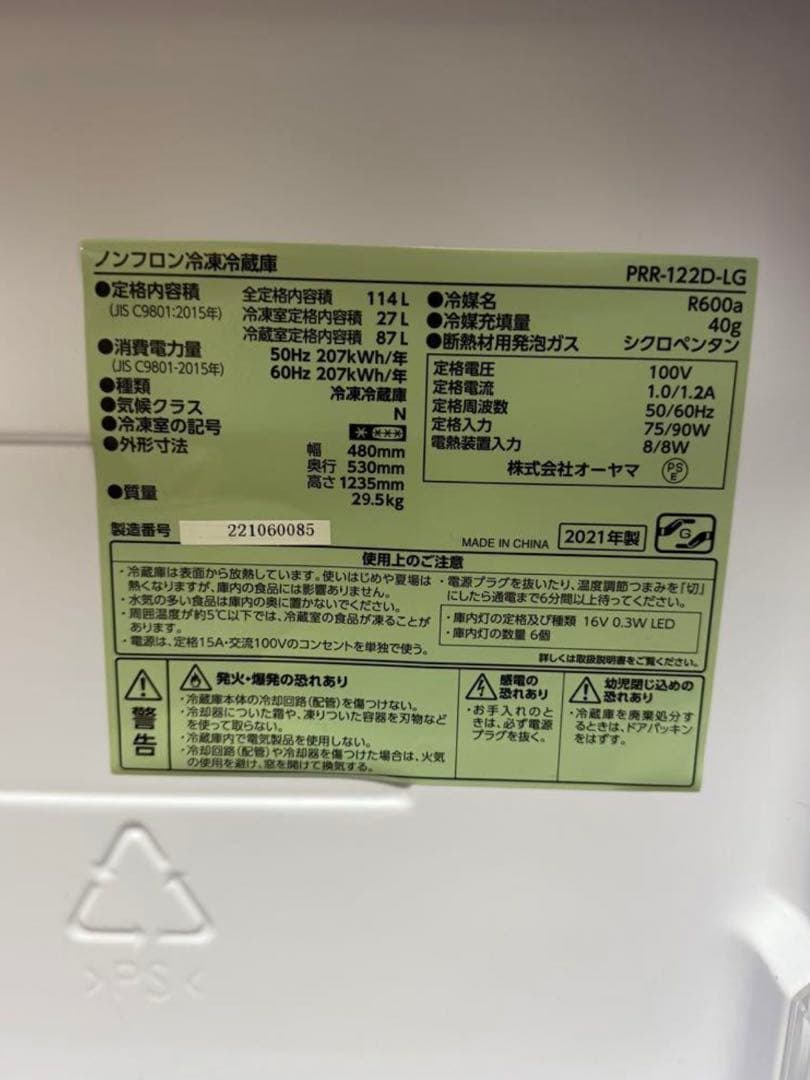 ノンフロン冷凍冷蔵庫
PRR-122D-LG
●定格内容積 全定格内容積 114L
(JIS C9801:2015年) 冷凍室定格内容積 27L
冷蔵室定格内容積 87L
●消費電力量 50Hz 207kWh/年
(JIS C9801-2015年) 60Hz 207kWh/年
●種類 冷凍冷蔵庫
●気候クラス N
●冷凍室の記号
●外形寸法 幅 480mm
奥行 530mm
高さ 1235mm
●質量 29.5kg
●冷媒名 R600a
●冷媒充填量 40g
●断熱材用発泡ガス シクロペンタン
定格電圧 100V
定格電流 1.0/1.2A
定格周波数 50/60Hz
定格入力 75/90W
電熱装置入力 8/8W
株式会社オーヤマ PSE
製造番号 221060085
MADE IN CHINA 2021年製 G
使用上のご注意
・冷蔵庫は表面から放熱しています。使いはじめや夏場は
熱くなりますが、庫内の食品には影響ありません。
・水気の多い食品は庫内の奥に置かないでください。
・周囲温度が約5℃以下では、冷蔵室の食品が凍ることが
あります。
・電源は、定格15A・交流100Vのコンセントを単独で使う。
・電源プラグを抜いたり、温度調節つまみを「切」
にしたら通電まで6分間以上待ってください。
・庫内灯の定格及び種類 16V 0.3W LED
・庫内灯の数量 6個
詳しくは取扱説明書をご覧ください。
警告
発火・爆発の恐れあり
・冷蔵庫本体の冷却回路(配管)を傷つけない。
・冷却器についた霜や、凍りついた容器を刃物など
を使って取らない。
・冷蔵庫内で電気製品を使用しない。
・冷却回路(配管)や冷却器を傷つけた場合は、火気
の使用を避け、窓を開けて換気する。
感電の
恐れあり
・お手入れのと
きは、必ず電源
プラグを抜く。
幼児閉じ込めの
恐れあり
・冷蔵庫を廃棄処分す
るときは、ドアパッキン
をはずす。
>PS<